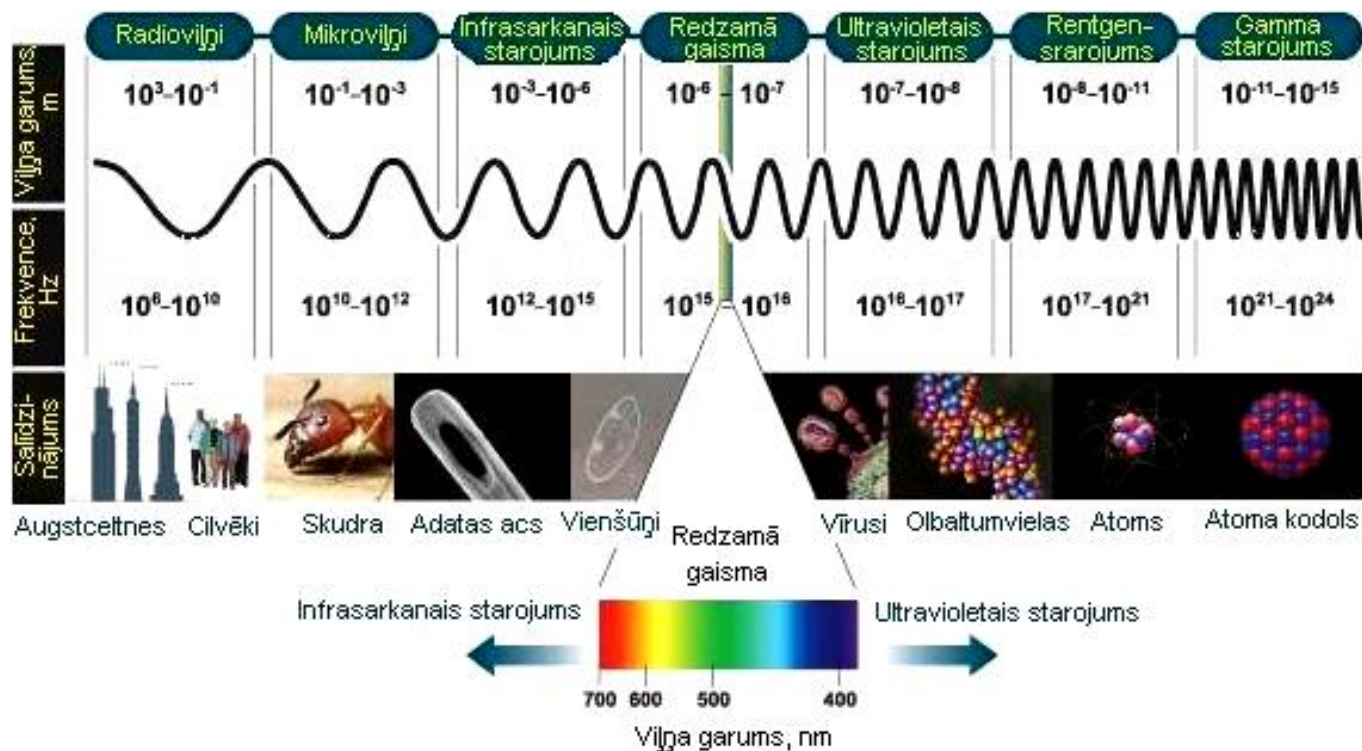 Radioviļņi
Mikroviļņi
Infrasarkanais
starojums
Redzamā
gaisma
Ultravioletais
starojums
Rentgen-
srarojums
Gamma
starojums
Viļņa garums,
m
10³–10⁻¹
10⁻¹–10⁻³
10⁻³–10⁻⁶
10⁻⁶ – 10⁻⁷
10⁻⁷–10⁻⁸
10⁻⁸–10⁻¹¹
10⁻¹¹–10⁻¹⁵
Frekvence,
Hz
10⁶–10¹⁰
10¹⁰–10¹²
10¹²–10¹⁵
10¹⁵ 10¹⁶
10¹⁶–10¹⁷
10¹⁷–10²¹
10²¹–10²⁴
Salīdzi-
nājums
Augstceltnes
Cilvēki
Skudra
Adatas acs
Vienšūņi
Vīrusi
Olbaltumvielas
Atoms
Atoma kodols
Redzamā
gaisma
Infrasarkanais starojums
Ultravioletais starojums
700 600 500 400
Viļņa garums, nm